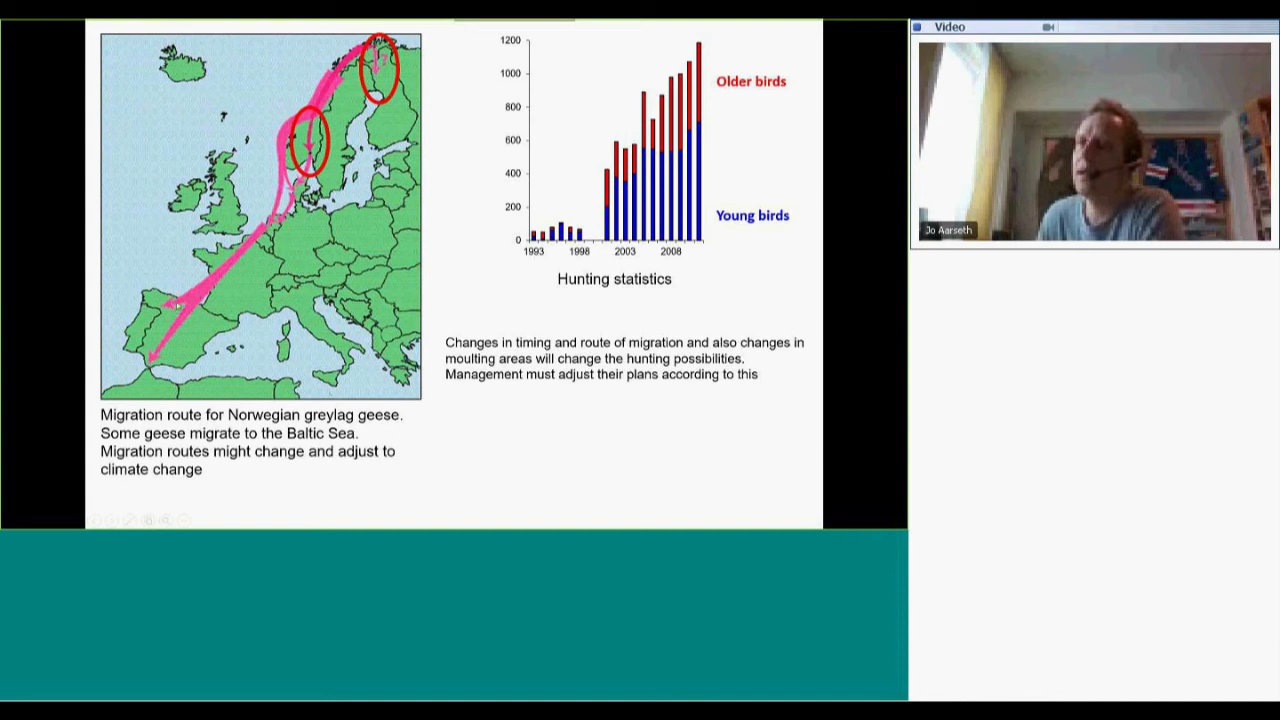 Video
Jo Aarseth
1200
1000
800
600
400
200
0
1993
1998
2003
2008
Older birds
Young birds
Hunting statistics
?
Changes in timing and route of migration and also changes in
moulting areas will change the hunting possibilities.
Management must adjust their plans according to this
Migration route for Norwegian greylag geese.
Some geese migrate to the Baltic Sea.
Migration routes might change and adjust to
climate change